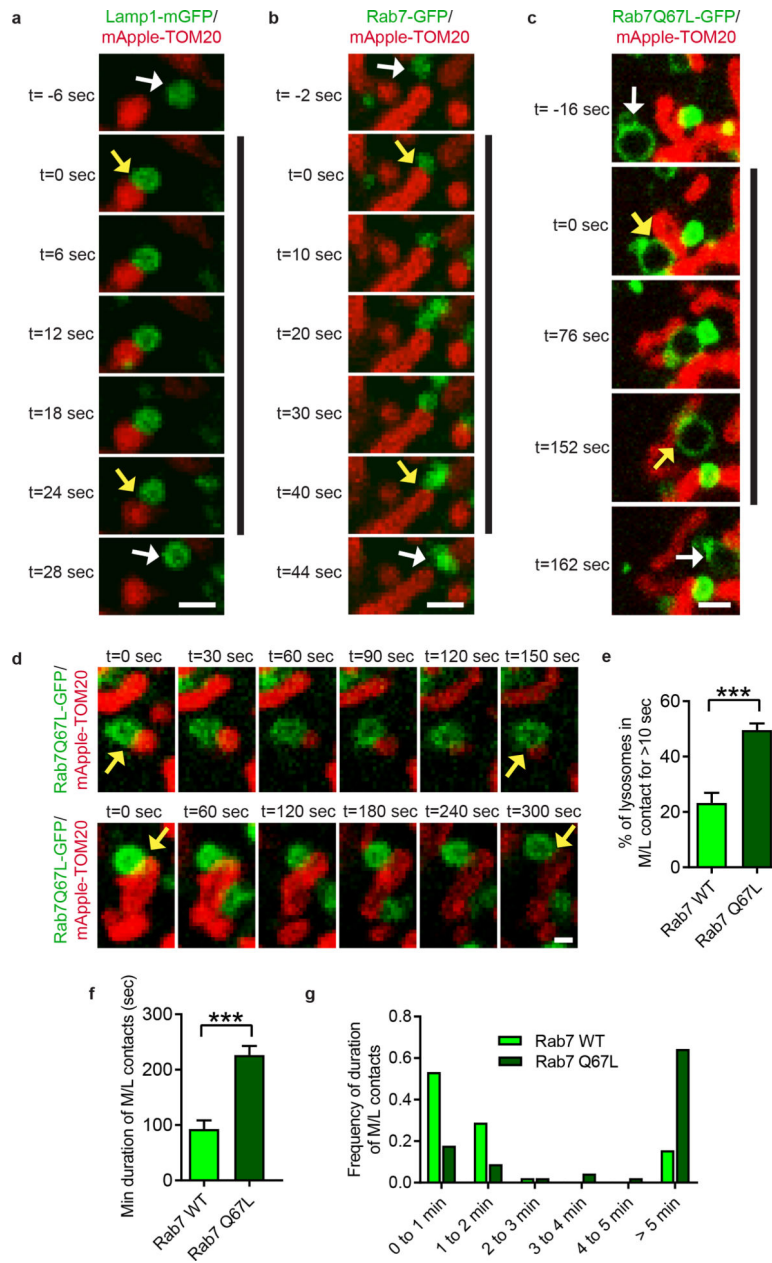 a
Lamp1-mGFP/
mApple-TOM20
t= -6 sec
t=0 sec
t=6 sec
t=12 sec
t=18 sec
t=24 sec
t=28 sec
b
Rab7-GFP/
mApple-TOM20
t= -2 sec
t=0 sec
t=10 sec
t=20 sec
t=30 sec
t=40 sec
t=44 sec
c
Rab7Q67L-GFP/
mApple-TOM20
t= -16 sec
t=0 sec
t=76 sec
t=152 sec
t=162 sec
d
t=0 sec t=30 sec t=60 sec t=90 sec t=120 sec t=150 sec
Rab7Q67L-GFP/
mApple-TOM20
t=0 sec t=60 sec t=120 sec t=180 sec t=240 sec t=300 sec
Rab7Q67L-GFP/
mApple-TOM20
e
% of lysosomes in
M/L contact for >10 sec
60
40
20
0
***
Rab7 WT
Rab7 Q67L
f
Min duration of M/L contacts (sec)
300
200
100
0
***
Rab7 WT
Rab7 Q67L
g
Frequency of duration
of M/L contacts
0.8
0.6
0.4
0.2
0.0
Rab7 WT
Rab7 Q67L
0 to 1 min
1 to 2 min
2 to 3 min
3 to 4 min
4 to 5 min
> 5 min